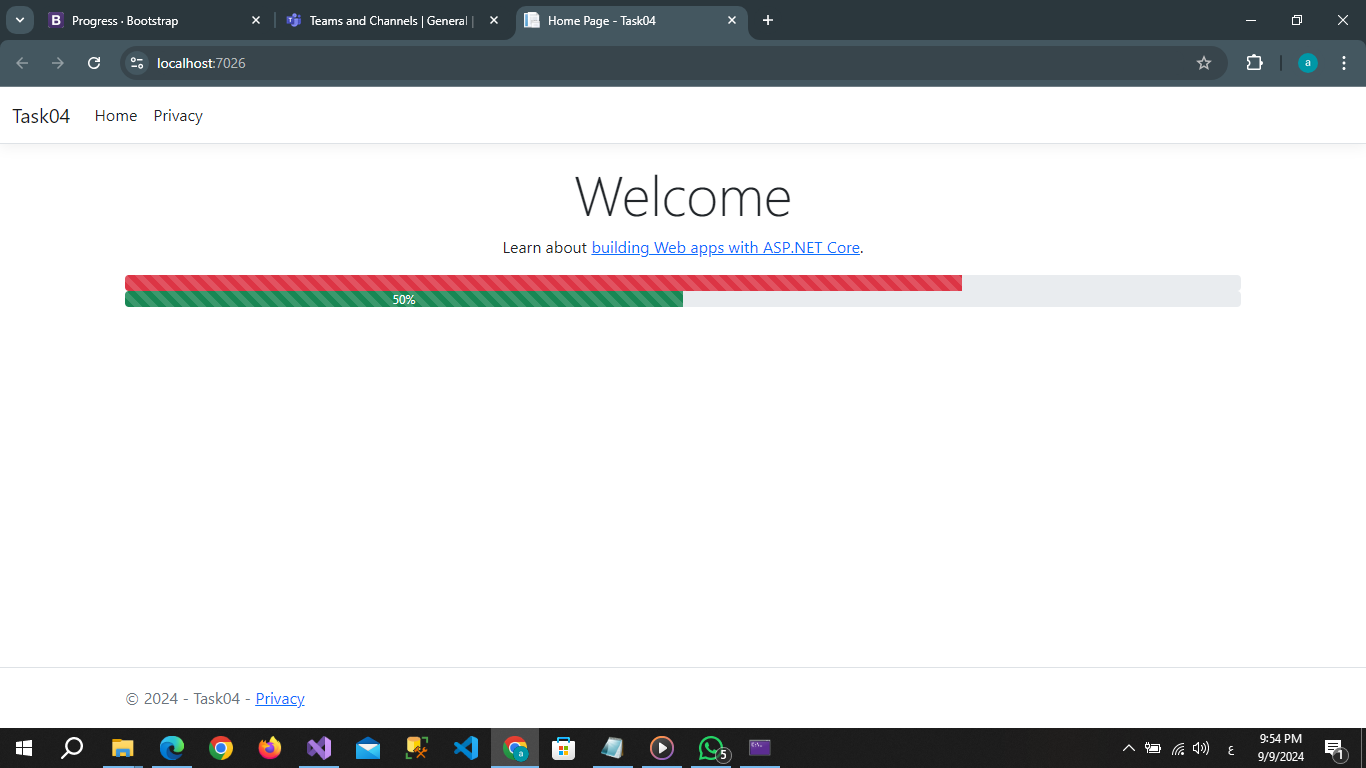 Progress · Bootstrap
Teams and Channels | General |
Home Page - Task04
localhost:7026
a
Task04 Home Privacy
Welcome
Learn about building Web apps with ASP.NET Core.
50%
© 2024 - Task04 - Privacy
a
5
ع
9:54 PM
9/9/2024
1